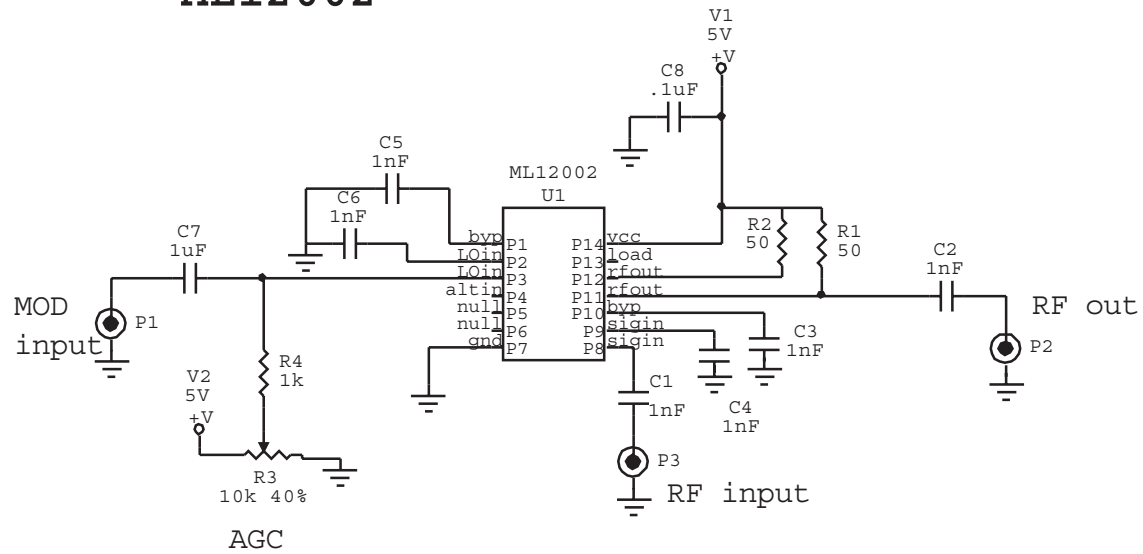 ML12002
V1
5V
+V
C8
.1uF
C5
1nF
ML12002
U1
C6
1nF
C7
1uF
R2
50
R1
50
C2
1nF
byp P1
LOin P2
LOin P3
altin P4
null P5
null P6
gnd P7
P14 vcc
P13 load
P12 rfout
P11 rfout
P10 byp
P9 sigin
P8 sigin
MOD
input
P1
RF out
P2
C3
1nF
R4
1k
V2
5V
+V
C1
1nF
C4
1nF
P3
R3
10k 40%
RF input
AGC